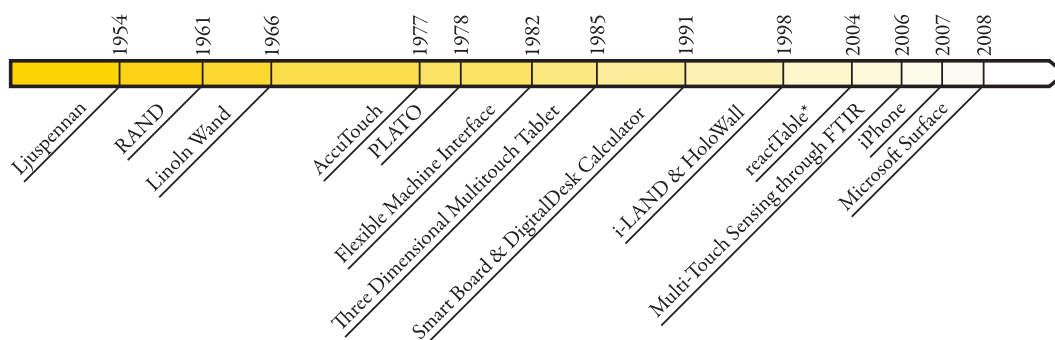 1954
1961
1966
1977
1978
1982
1985
1991
1998
2004
2006
2007
2008
Ljuspennan
RAND
Linoln Wand
AccuTouch
PLATO
Flexible Machine Interface
Three Dimensional Multitouch Tablet
Smart Board & DigitalDesk Calculator
i-LAND & HoloWall
reactTable*
Multi-Touch Sensing through FTIR
iPhone
Microsoft Surface